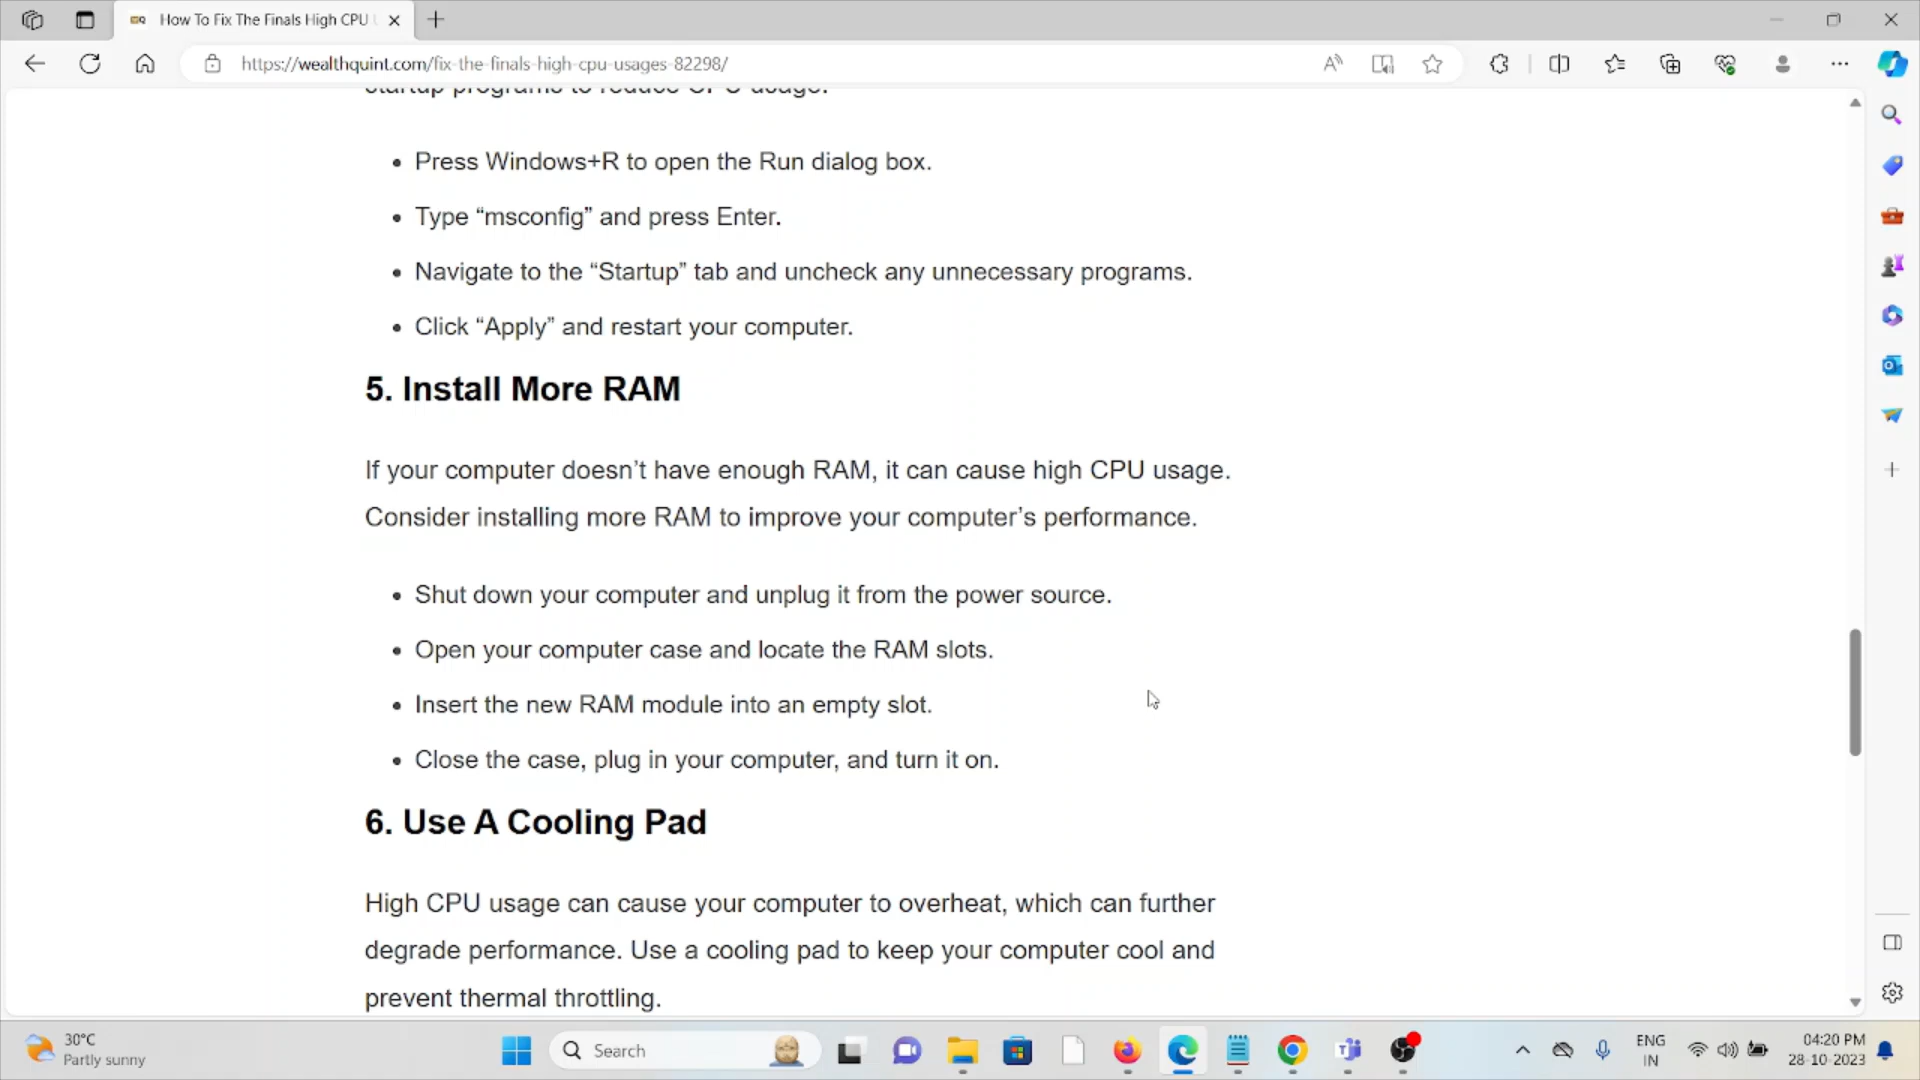 How To Fix The Finals High CPU
https://wealthquint.com/fix-the-finals-high-cpu-usages-82298/
startup programs to reduce CPU usage.
• Press Windows+R to open the Run dialog box.
• Type “msconfig” and press Enter.
• Navigate to the “Startup” tab and uncheck any unnecessary programs.
• Click “Apply” and restart your computer.
5. Install More RAM
If your computer doesn’t have enough RAM, it can cause high CPU usage.
Consider installing more RAM to improve your computer’s performance.
• Shut down your computer and unplug it from the power source.
• Open your computer case and locate the RAM slots.
• Insert the new RAM module into an empty slot.
• Close the case, plug in your computer, and turn it on.
6. Use A Cooling Pad
High CPU usage can cause your computer to overheat, which can further
degrade performance. Use a cooling pad to keep your computer cool and
prevent thermal throttling.
30°C
Partly sunny
Search
ENG
IN
04:20 PM
28-10-2023